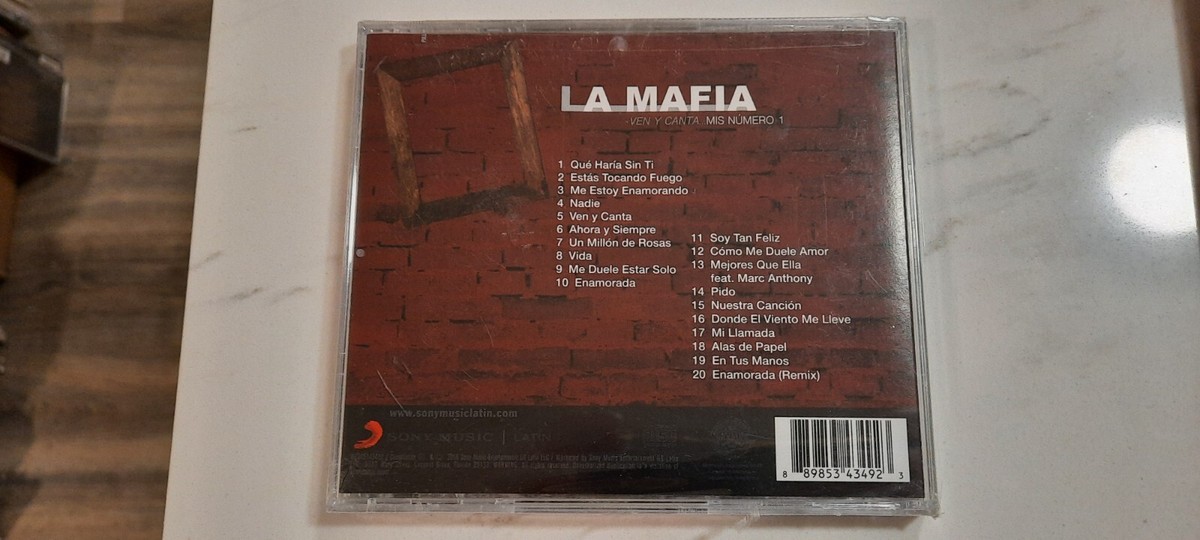 LA MAFIA
VEN Y CANTA MIS NÚMERO 1
1 Qué Haría Sin Ti
2 Estás Tocando Fuego
3 Me Estoy Enamorando
4 Nadie
5 Ven y Canta
6 Ahora y Siempre
7 Un Millón de Rosas
8 Vida
9 Me Duele Estar Solo
10 Enamorada
11 Soy Tan Feliz
12 Cómo Me Duele Amor
13 Mejores Que Ella
feat. Marc Anthony
14 Pido
15 Nuestra Canción
16 Donde El Viento Me Lleve
17 Mi Llamada
18 Alas de Papel
19 En Tus Manos
20 Enamorada (Remix)
www.sonymusiclatin.com
SONY MUSIC | LATIN
8 89853 43492 3